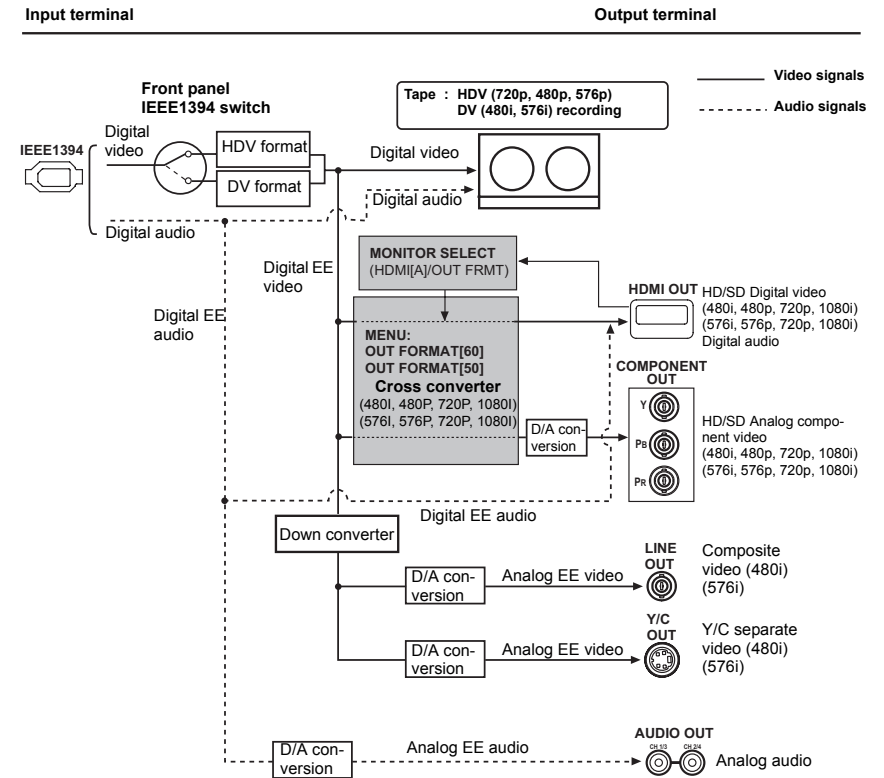 Input terminal
Output terminal
Front panel
IEEE1394 switch
Tape : HDV (720p, 480p, 576p)
DV (480i, 576i) recording
Video signals
Audio signals
IEEE1394
Digital
video
HDV format
DV format
Digital video
Digital audio
Digital audio
MONITOR SELECT
(HDMI[A]/OUT FRMT)
Digital EE
video
Digital EE
audio
HDMI OUT
HD/SD Digital video
(480i, 480p, 720p, 1080i)
(576i, 576p, 720p, 1080i)
Digital audio
MENU:
OUT FORMAT[60]
OUT FORMAT[50]
Cross converter
(480I, 480P, 720P, 1080I)
(576I, 576P, 720P, 1080I)
COMPONENT
OUT
Y
PB
PR
D/A con-
version
HD/SD Analog compo-
nent video
(480i, 480p, 720p, 1080i)
(576i, 576p, 720p, 1080i)
Digital EE audio
Down converter
D/A con-
version
Analog EE video
LINE
OUT
Composite
video (480i)
(576i)
D/A con-
version
Analog EE video
Y/C
OUT
Y/C separate
video (480i)
(576i)
D/A con-
version
Analog EE audio
AUDIO OUT
CH 1/3
CH 2/4
Analog audio